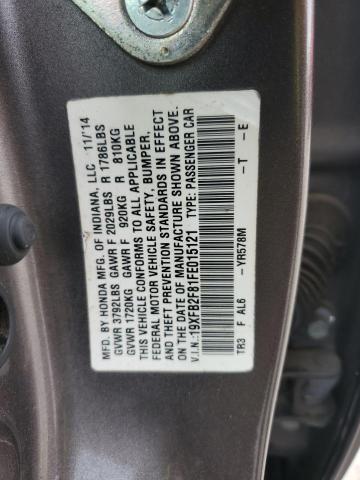 MFD. BY HONDA MFG. OF INDIANA, LLC 11/14
GVWR 3792LBS GAWR F 2029LBS R 1786LBS
GVWR 1720KG GAWR F 920KG R 810KG
THIS VEHICLE CONFORMS TO ALL APPLICABLE
FEDERAL MOTOR VEHICLE SAFETY, BUMPER,
AND THEFT PREVENTION STANDARDS IN EFFECT
ON THE DATE OF MANUFACTURE SHOWN ABOVE.
V.I.N.:19XFB2F81FE015121 TYPE: PASSENGER CAR
TR3 F AL6 -YR578M -T -E